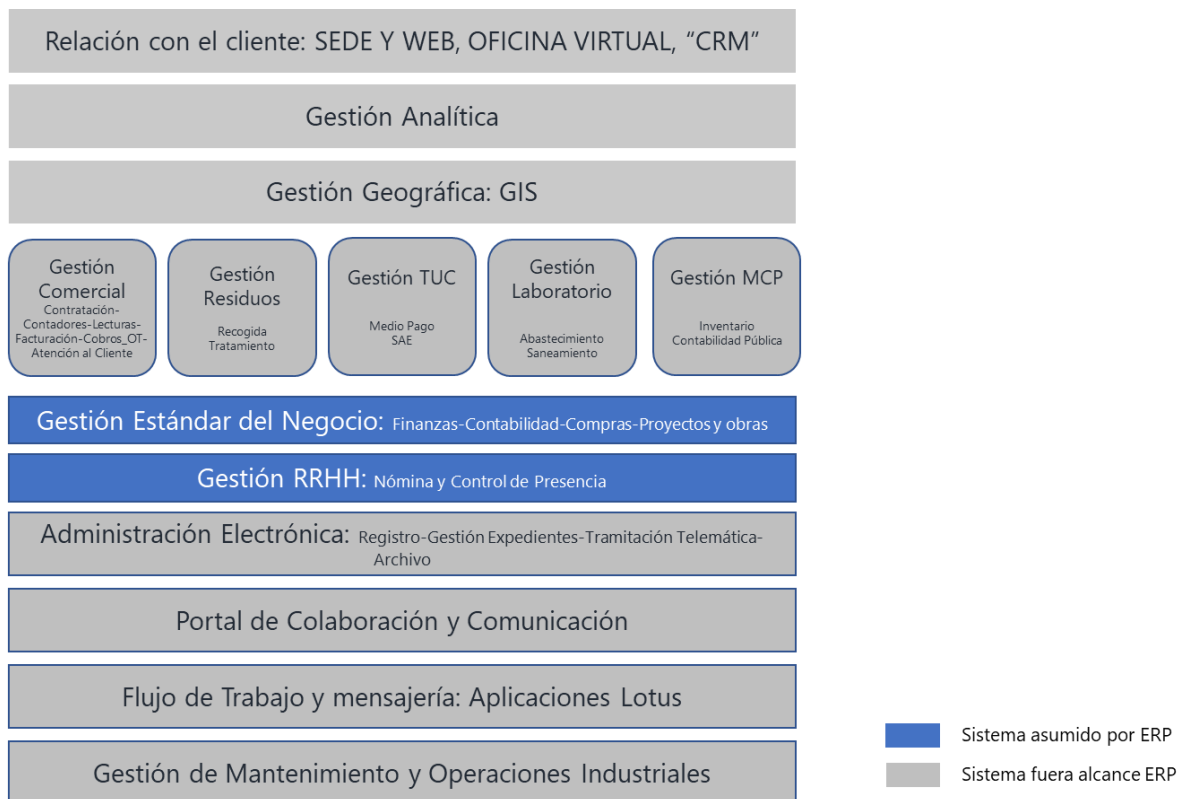 Relación con el cliente: SEDE Y WEB, OFICINA VIRTUAL, “CRM”
Gestión Analítica
Gestión Geográfica: GIS
Gestión
Comercial
Contratación-
Contadores-Lecturas-
Facturación-Cobros_OT-
Atención al Cliente
Gestión
Residuos
Recogida
Tratamiento
Gestión TUC
Medio Pago
SAE
Gestión
Laboratorio
Abastecimiento
Saneamiento
Gestión MCP
Inventario
Contabilidad Pública
Gestión Estándar del Negocio: Finanzas-Contabilidad-Compras-Proyectos y obras
Gestión RRHH: Nómina y Control de Presencia
Administración Electrónica: Registro-Gestión Expedientes-Tramitación Telemática-
Archivo
Portal de Colaboración y Comunicación
Flujo de Trabajo y mensajería: Aplicaciones Lotus
Gestión de Mantenimiento y Operaciones Industriales
Sistema asumido por ERP
Sistema fuera alcance ERP